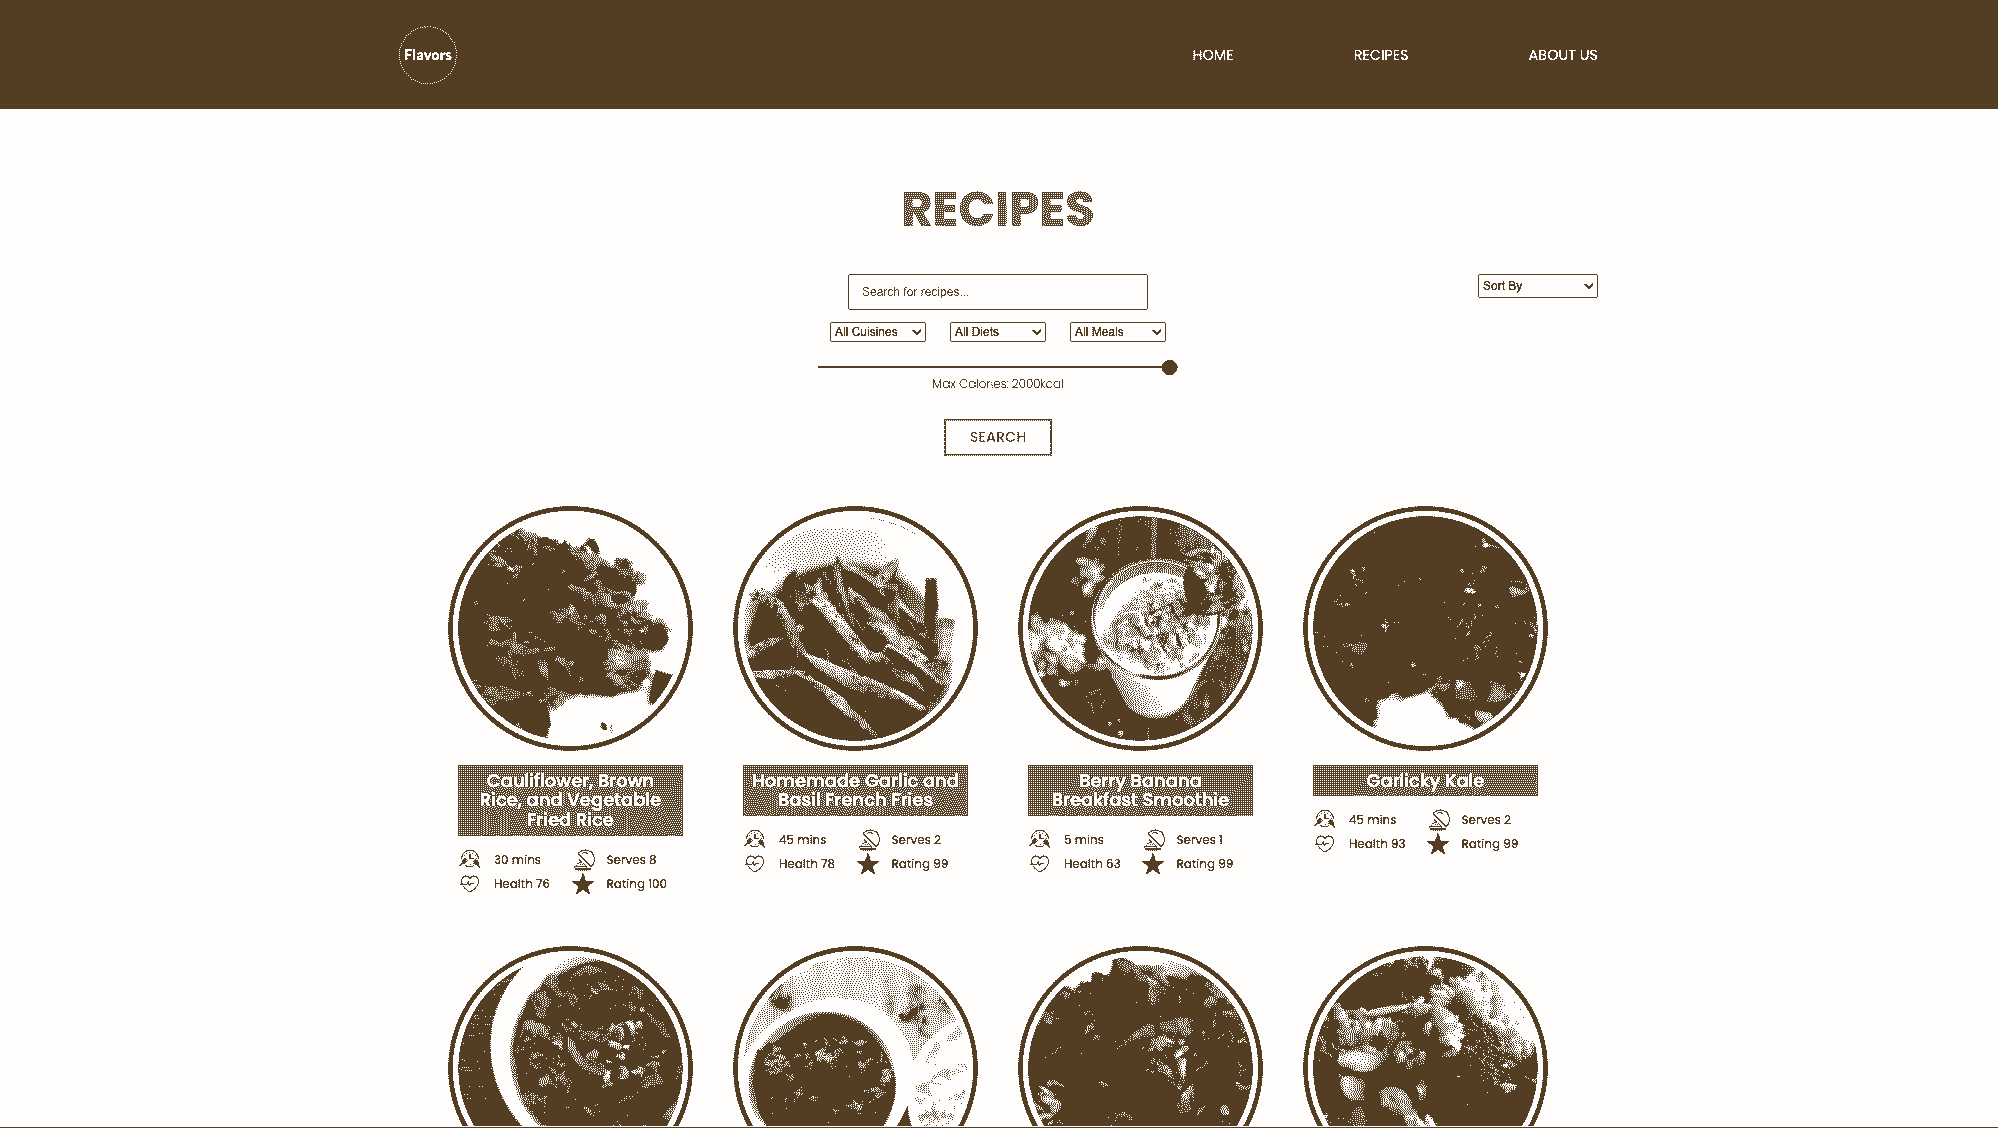 Flavors
HOME
RECIPES
ABOUT US
RECIPES
Search for recipes...
Sort By
All Cuisines
All Diets
All Meals
Max Calories: 2000kcal
SEARCH
Cauliflower, Brown
Rice, and Vegetable
Fried Rice
30 mins
Serves 8
Health 76
Rating 100
Homemade Garlic and
Basil French Fries
45 mins
Serves 2
Health 78
Rating 99
Berry Banana
Breakfast Smoothie
5 mins
Serves 1
Health 63
Rating 99
Garlicky Kale
45 mins
Serves 2
Health 93
Rating 99